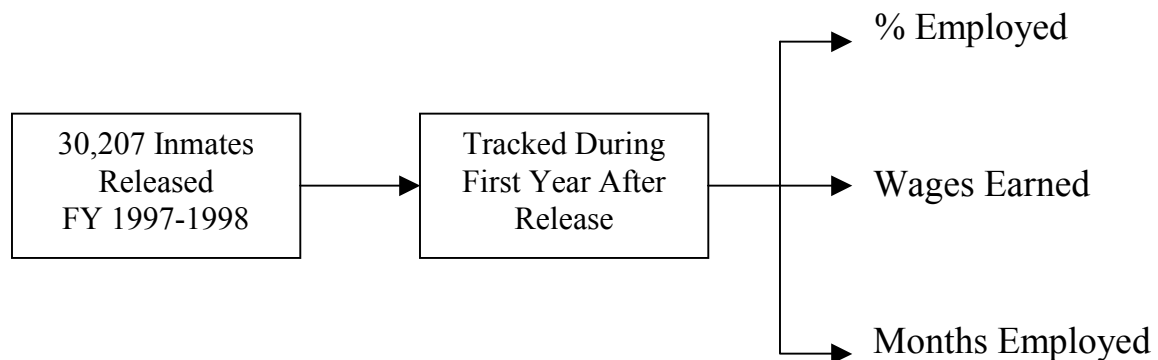 % Employed
30,207 Inmates
Released
FY 1997-1998
Tracked During
First Year After
Release
Wages Earned
Months Employed